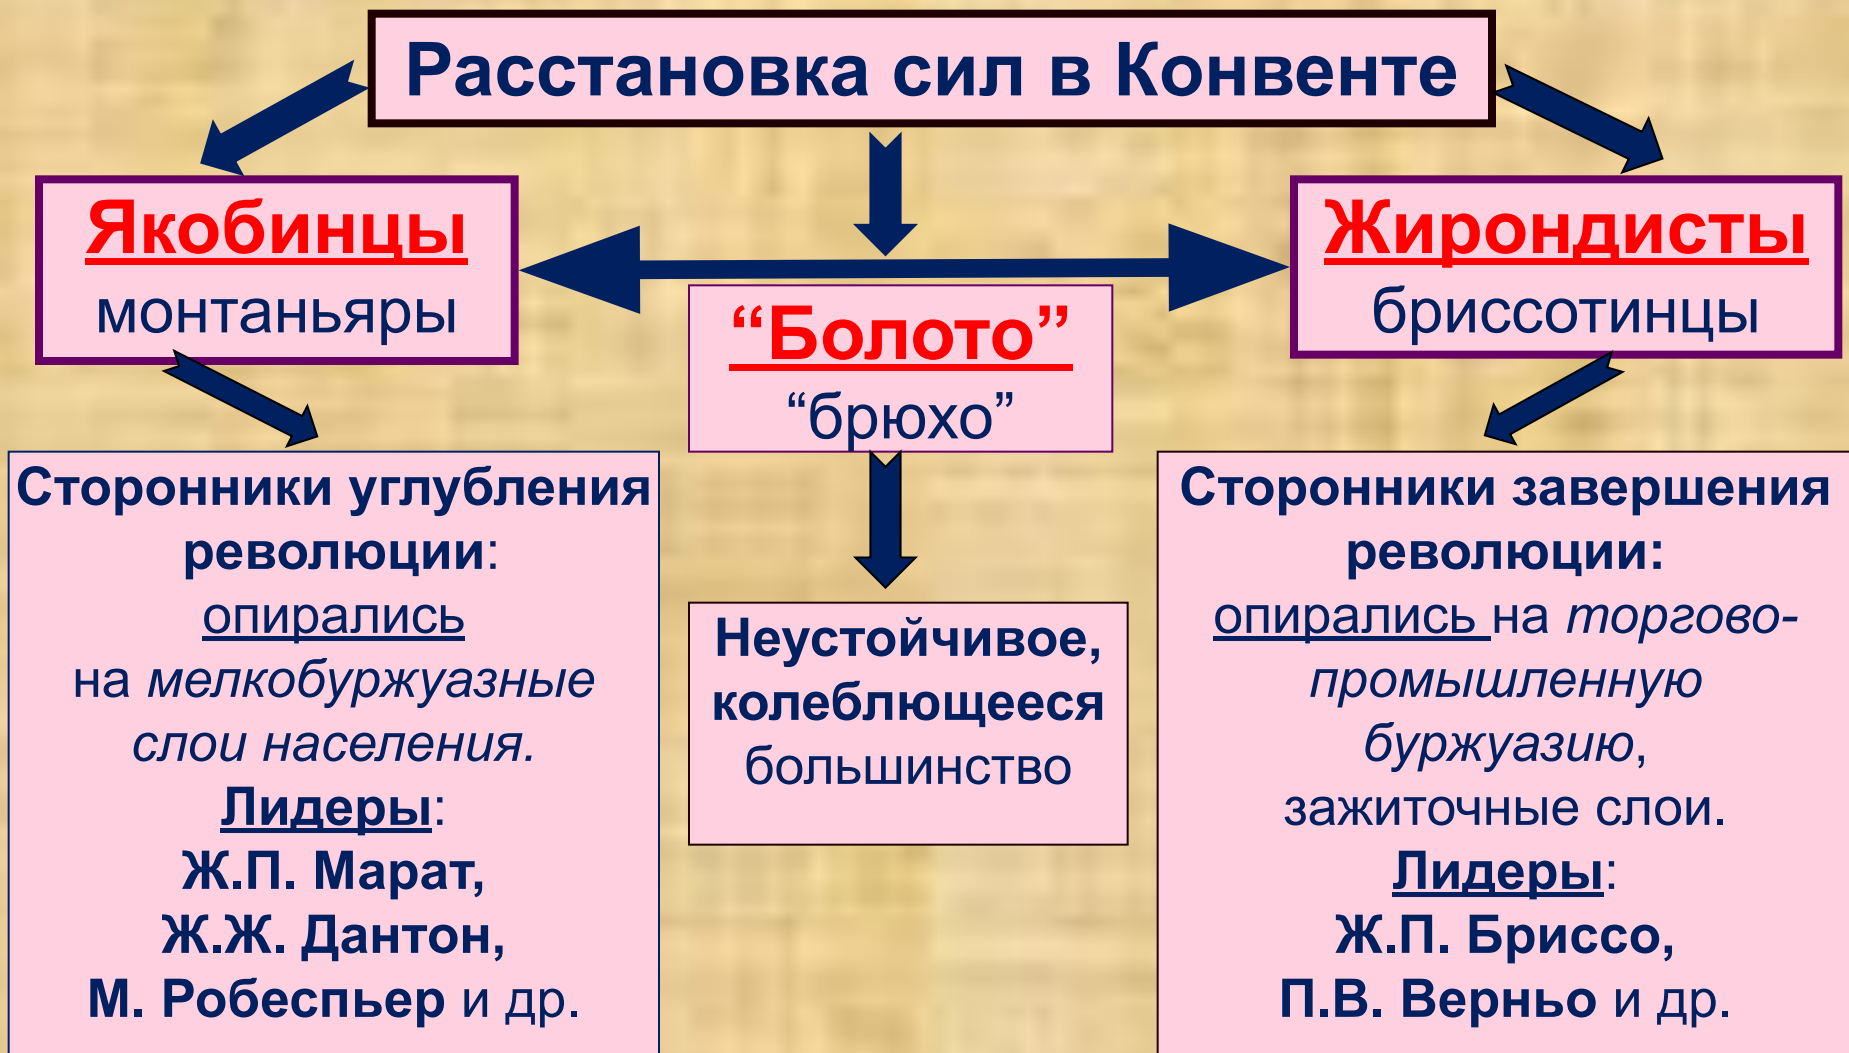 Расстановка сил в Конвенте
Якобинцы
монтаньяры
“Болото”
“брюхо”
Жирондисты
бриссотинцы
Сторонники углубления
революции:
опирались
на мелкобуржуазные
слои населения.
Лидеры:
Ж.П. Марат,
Ж.Ж. Дантон,
М. Робеспьер и др.
Неустойчивое,
колеблющееся
большинство
Сторонники завершения
революции:
опирались на торгово-
промышленную
буржуазию,
зажиточные слои.
Лидеры:
Ж.П. Бриссо,
П.В. Верньо и др.